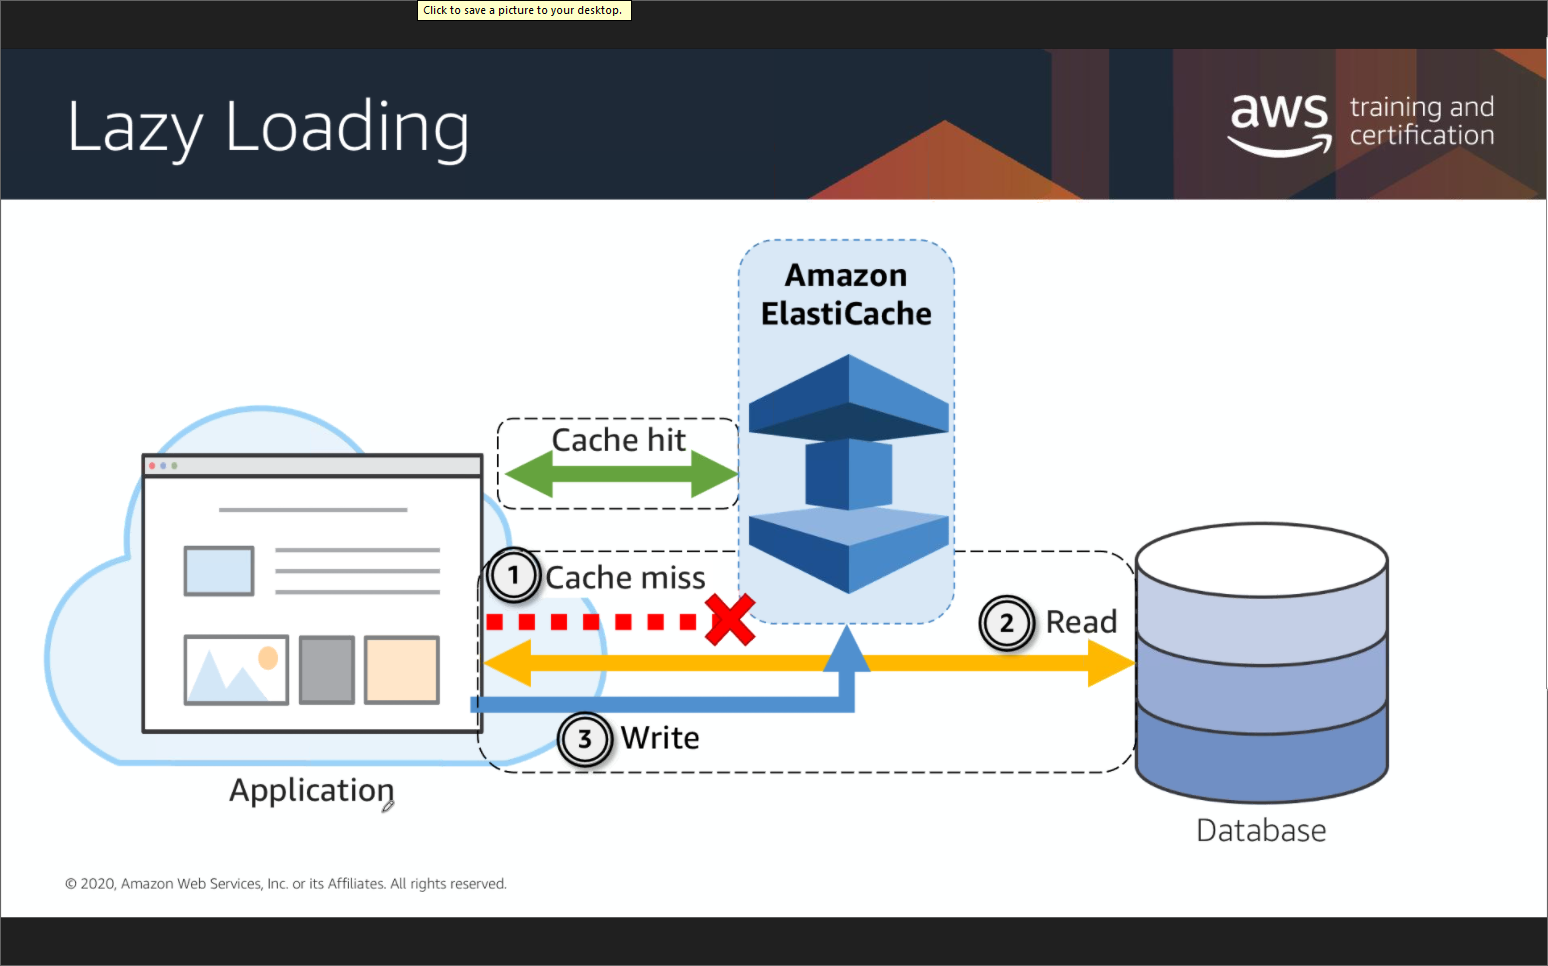 Click to save a picture to your desktop.
Lazy Loading
aws training and
certification
Amazon
ElastiCache
Cache hit
1 Cache miss
2 Read
3 Write
Application
Database
© 2020, Amazon Web Services, Inc. or its Affiliates. All rights reserved.